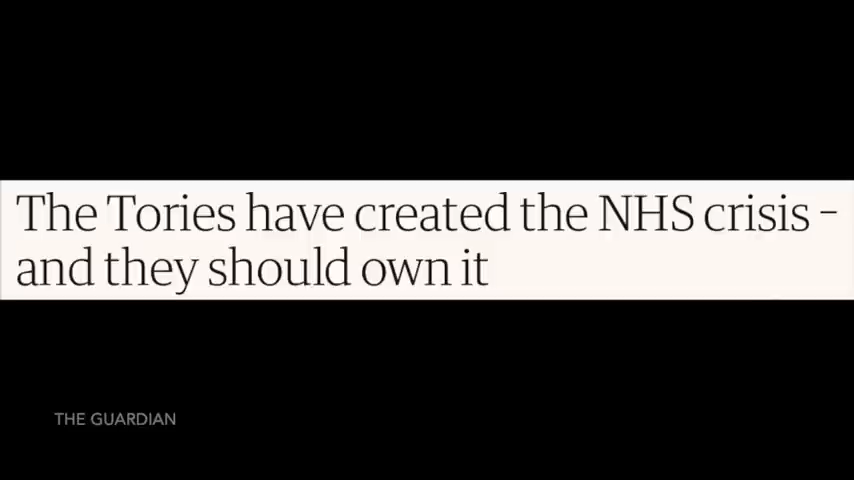 The Tories have created the NHS crisis –
and they should own it
THE GUARDIAN